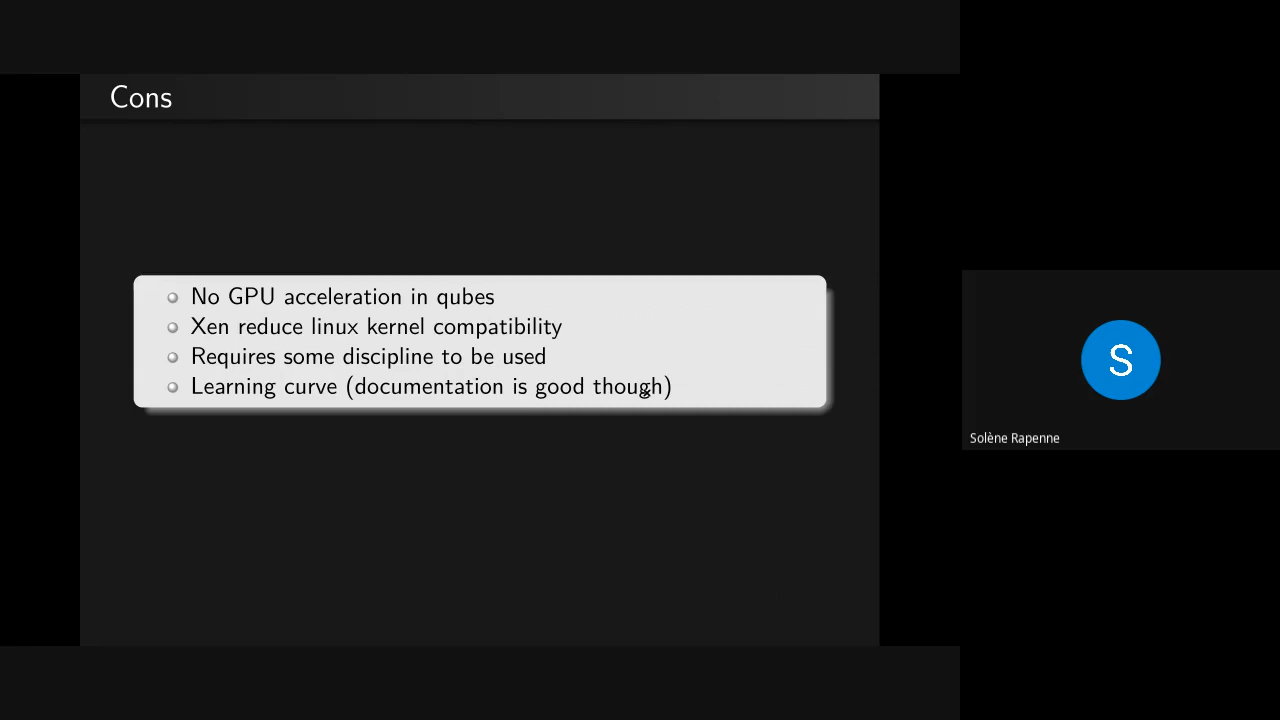 Cons
No GPU acceleration in qubes
Xen reduce linux kernel compatibility
Requires some discipline to be used
Learning curve (documentation is good though)
S
Solène Rapenne